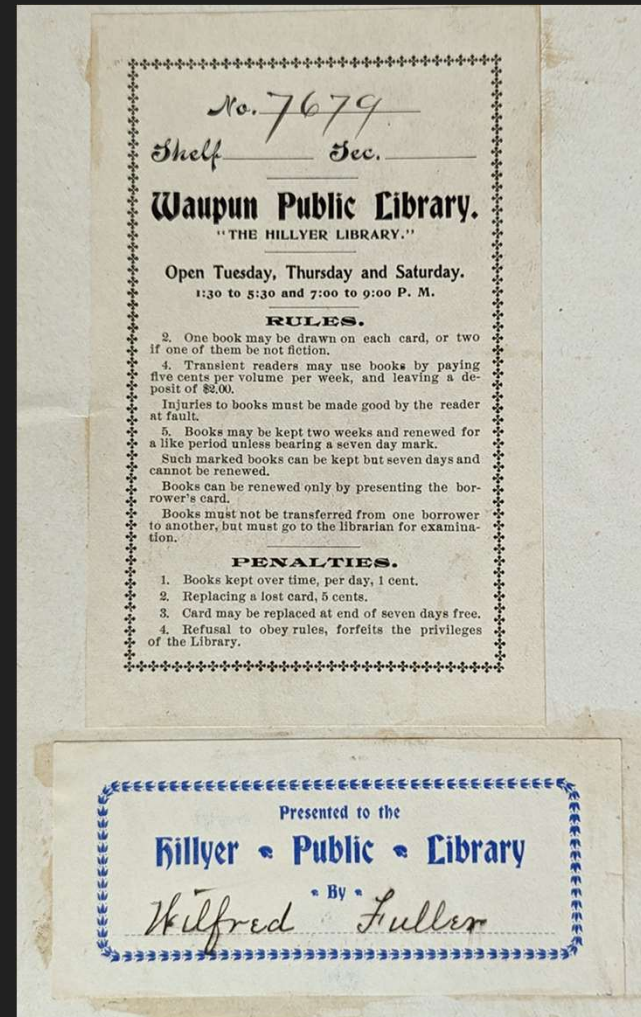 No. 7679
Shelf Sec.
Waupun Public Library.
"THE HILLYER LIBRARY."
Open Tuesday, Thursday and Saturday.
1:30 to 5:30 and 7:00 to 9:00 P. M.
RULES.
2. One book may be drawn on each card, or two
if one of them be not fiction.
4. Transient readers may use books by paying
five cents per volume per week, and leaving a de-
posit of $2.00.
Injuries to books must be made good by the reader
at fault.
5. Books may be kept two weeks and renewed for
a like period unless bearing a seven day mark.
Such marked books can be kept but seven days and
cannot be renewed.
Books can be renewed only by presenting the bor-
rower's card.
Books must not be transferred from one borrower
to another, but must go to the librarian for examina-
tion.
PENALTIES.
1. Books kept over time, per day, 1 cent.
2. Replacing a lost card, 5 cents.
3. Card may be replaced at end of seven days free.
4. Refusal to obey rules, forfeits the privileges
of the Library.
Presented to the
Hillyer Public Library
By
Wilfred Fuller